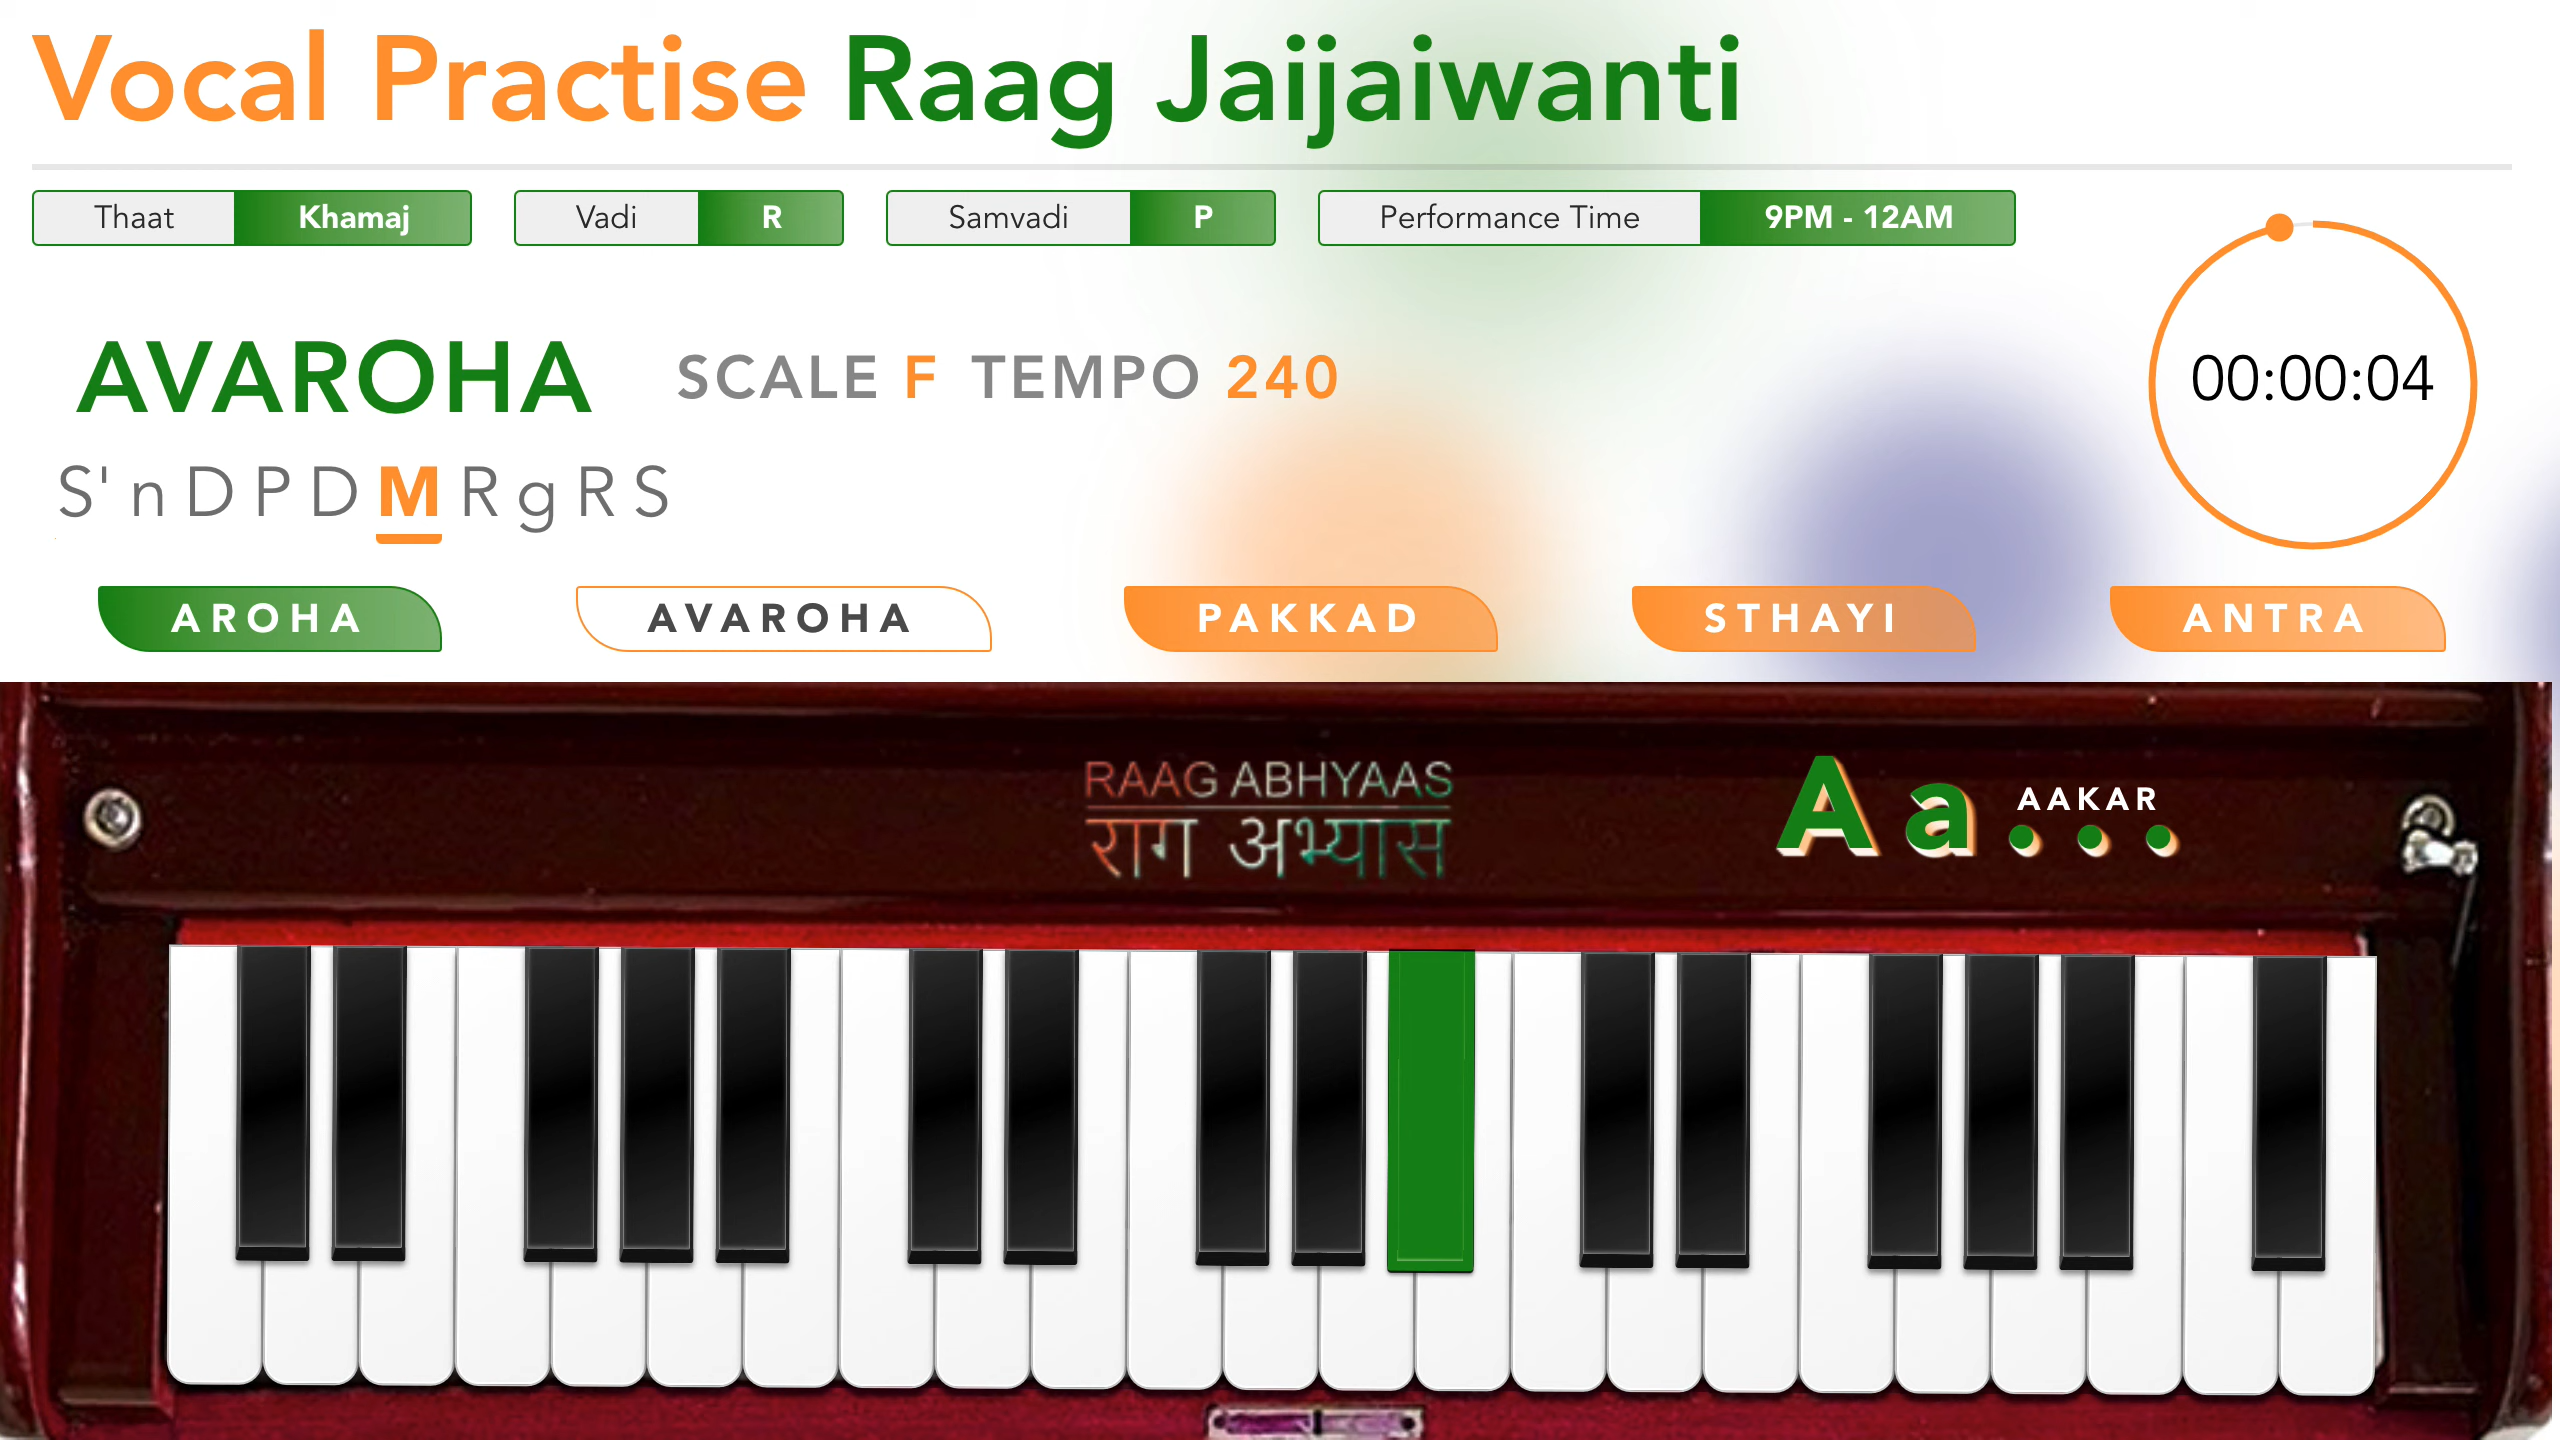 Vocal Practise Raag Jaijaiwanti
Thaat Khamaj Vadi R Samvadi P Performance Time 9PM - 12AM
AVAROHA SCALE F TEMPO 240
00:00:04
S' n D P D M R g R S
AROHA AVAROHA PAKKAD STHAYI ANTRA
RAAG ABHYAAS
राग अभ्यास
A a . . . AAKAR